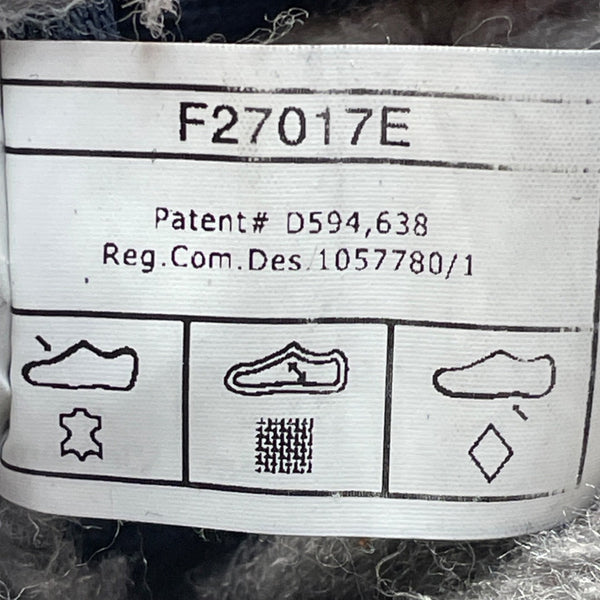 F27017E
Patent# D594,638
Reg.Com.Des.1057780/1